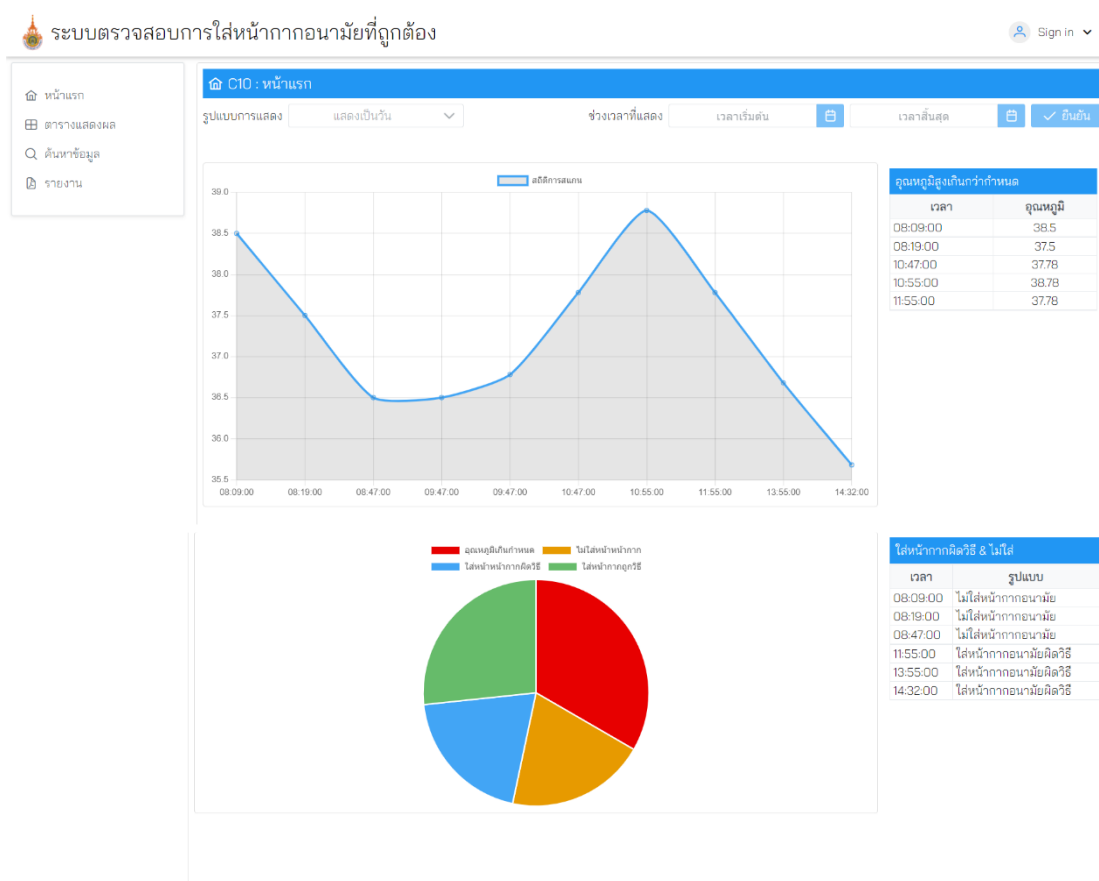 ระบบตรวจสอบการใส่หน้ากากอนามัยที่ถูกต้อง
Sign in
หน้าแรก
ตารางแสดงผล
ค้นหาข้อมูล
รายงาน
C10 : หน้าแรก
รูปแบบการแสดง แสดงเป็นวัน ช่วงเวลาที่แสดง เวลาเริ่มต้น เวลาสิ้นสุด ยืนยัน
สถิติการสแกน
39.0
38.5
38.0
37.5
37.0
36.5
36.0
35.5
08:09:00 08:19:00 08:47:00 09:47:00 09:47:00 10:47:00 10:55:00 11:55:00 13:55:00 14:32:00
อุณหภูมิสูงเกินกว่ากำหนด
เวลา อุณหภูมิ
08:09:00 38.5
08:19:00 37.5
10:47:00 37.78
10:55:00 38.78
11:55:00 37.78
อุณหภูมิเกินกำหนด ไม่ใส่หน้าหน้ากาก
ใส่หน้าหน้ากากผิดวิธี ใส่หน้ากากถูกวิธี
ใส่หน้ากากผิดวิธี & ไม่ใส่
เวลา รูปแบบ
08:09:00 ไม่ใส่หน้ากากอนามัย
08:19:00 ไม่ใส่หน้ากากอนามัย
08:47:00 ไม่ใส่หน้ากากอนามัย
11:55:00 ใส่หน้ากากอนามัยผิดวิธี
13:55:00 ใส่หน้ากากอนามัยผิดวิธี
14:32:00 ใส่หน้ากากอนามัยผิดวิธี